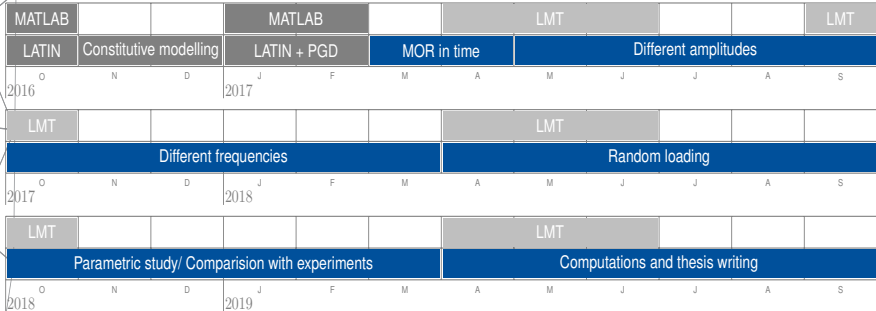 MATLAB MATLAB LMT LMT
LATIN Constitutive modelling LATIN + PGD MOR in time Different amplitudes
O N D J F M A M J J A S
2016 2017
LMT LMT
Different frequencies Random loading
O N D J F M A M J J A S
2017 2018
LMT LMT
Parametric study/ Comparision with experiments Computations and thesis writing
O N D J F M A M J J A S
2018 2019